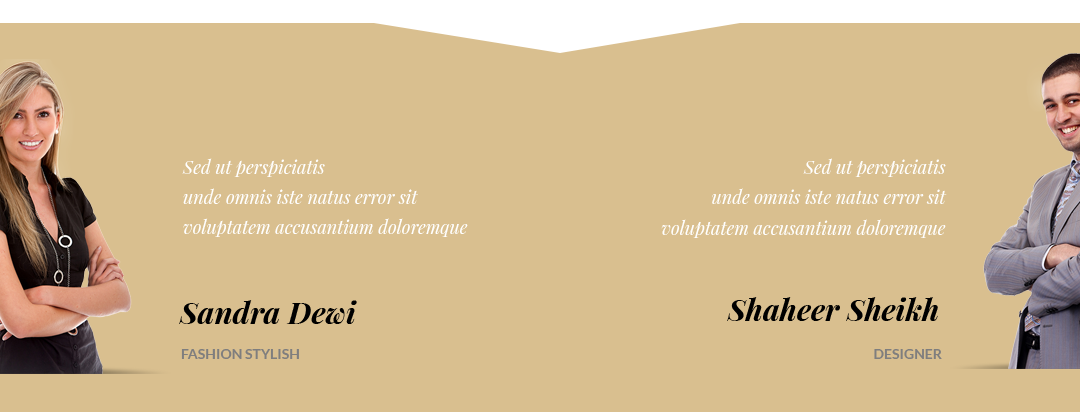 Sed ut perspiciatis
unde omnis iste natus error sit
voluptatem accusantium doloremque
Sandra Dewi
FASHION STYLISH
Sed ut perspiciatis
unde omnis iste natus error sit
voluptatem accusantium doloremque
Shaheer Sheikh
DESIGNER